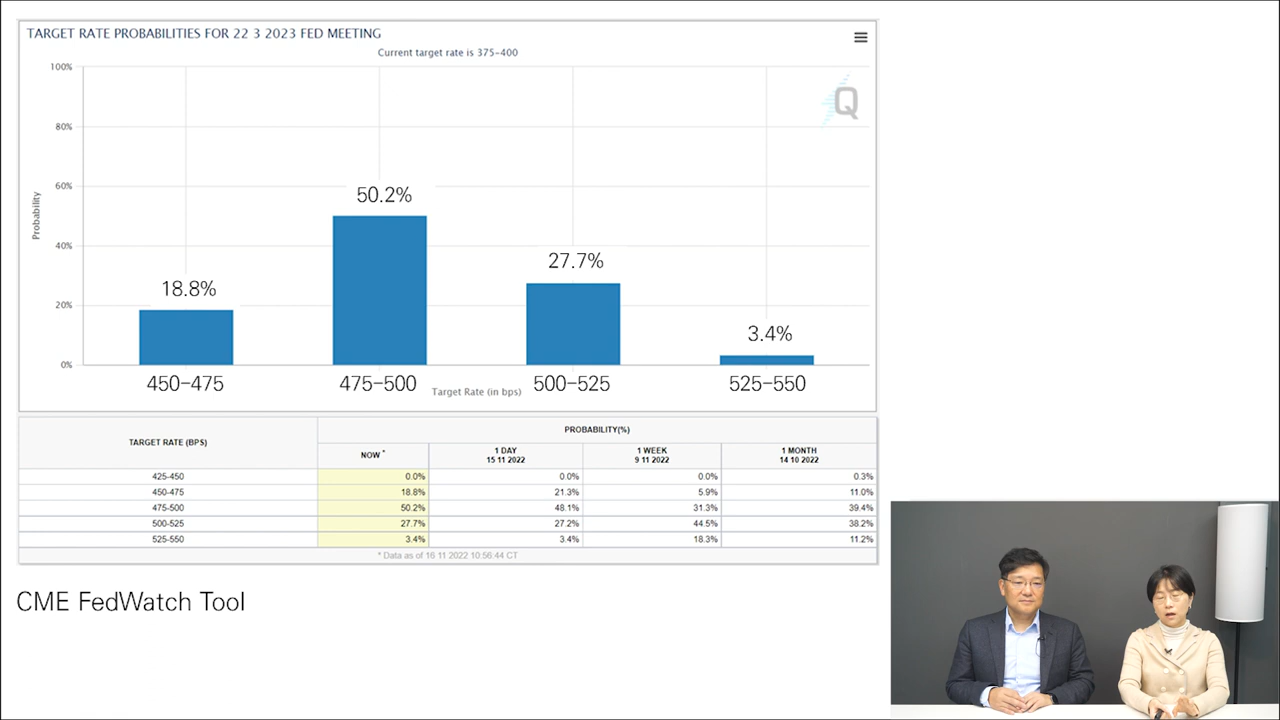 TARGET RATE PROBABILITIES FOR 22 3 2023 FED MEETING
Current target rate is 375-400
100%
80%
60%
40%
20%
0%
Probability
Q
18.8%
50.2%
27.7%
3.4%
450-475
475-500
500-525
525-550
Target Rate (in bps)
TARGET RATE (BPS) PROBABILITY(%)
NOW * 1 DAY 15 11 2022 1 WEEK 9 11 2022 1 MONTH 14 10 2022
425-450 0.0% 0.0% 0.0% 0.3%
450-475 18.8% 21.3% 5.9% 11.0%
475-500 50.2% 48.1% 31.3% 39.4%
500-525 27.7% 27.2% 44.5% 38.2%
525-550 3.4% 3.4% 18.3% 11.2%
* Data as of 16 11 2022 10:56:44 CT
CME FedWatch Tool